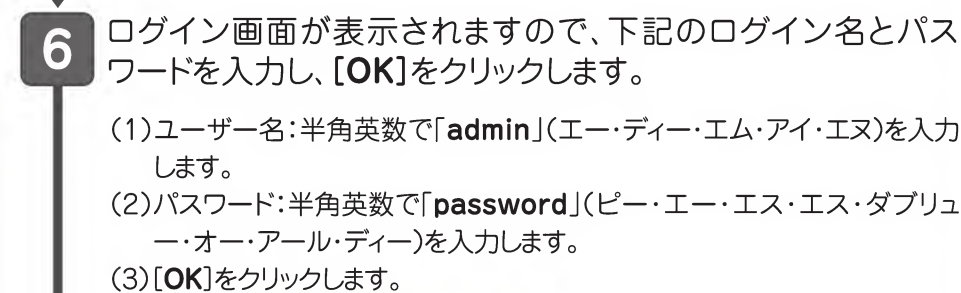 6 ログイン画面が表示されますので、下記のログイン名とパス
ワードを入力し、[OK]をクリックします。
(1)ユーザー名:半角英数で「admin」(エー・ディー・エム・アイ・エヌ)を入力
します。
(2)パスワード:半角英数で「password」(ピー・エー・エス・エス・ダブリュ
ー・オー・アール・ディー)を入力します。
(3)[OK]をクリックします。